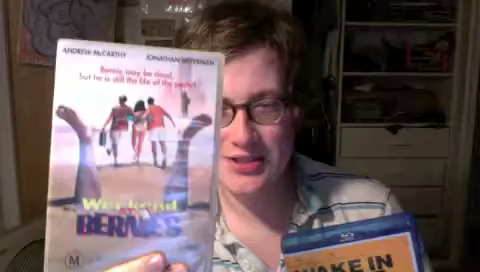 ANDREW McCARTHY JONATHAN SILVERMAN
Bernie may be dead,
but he is still the life of the party!
Weekend
AT
BERNIE'S
M
WAKE IN